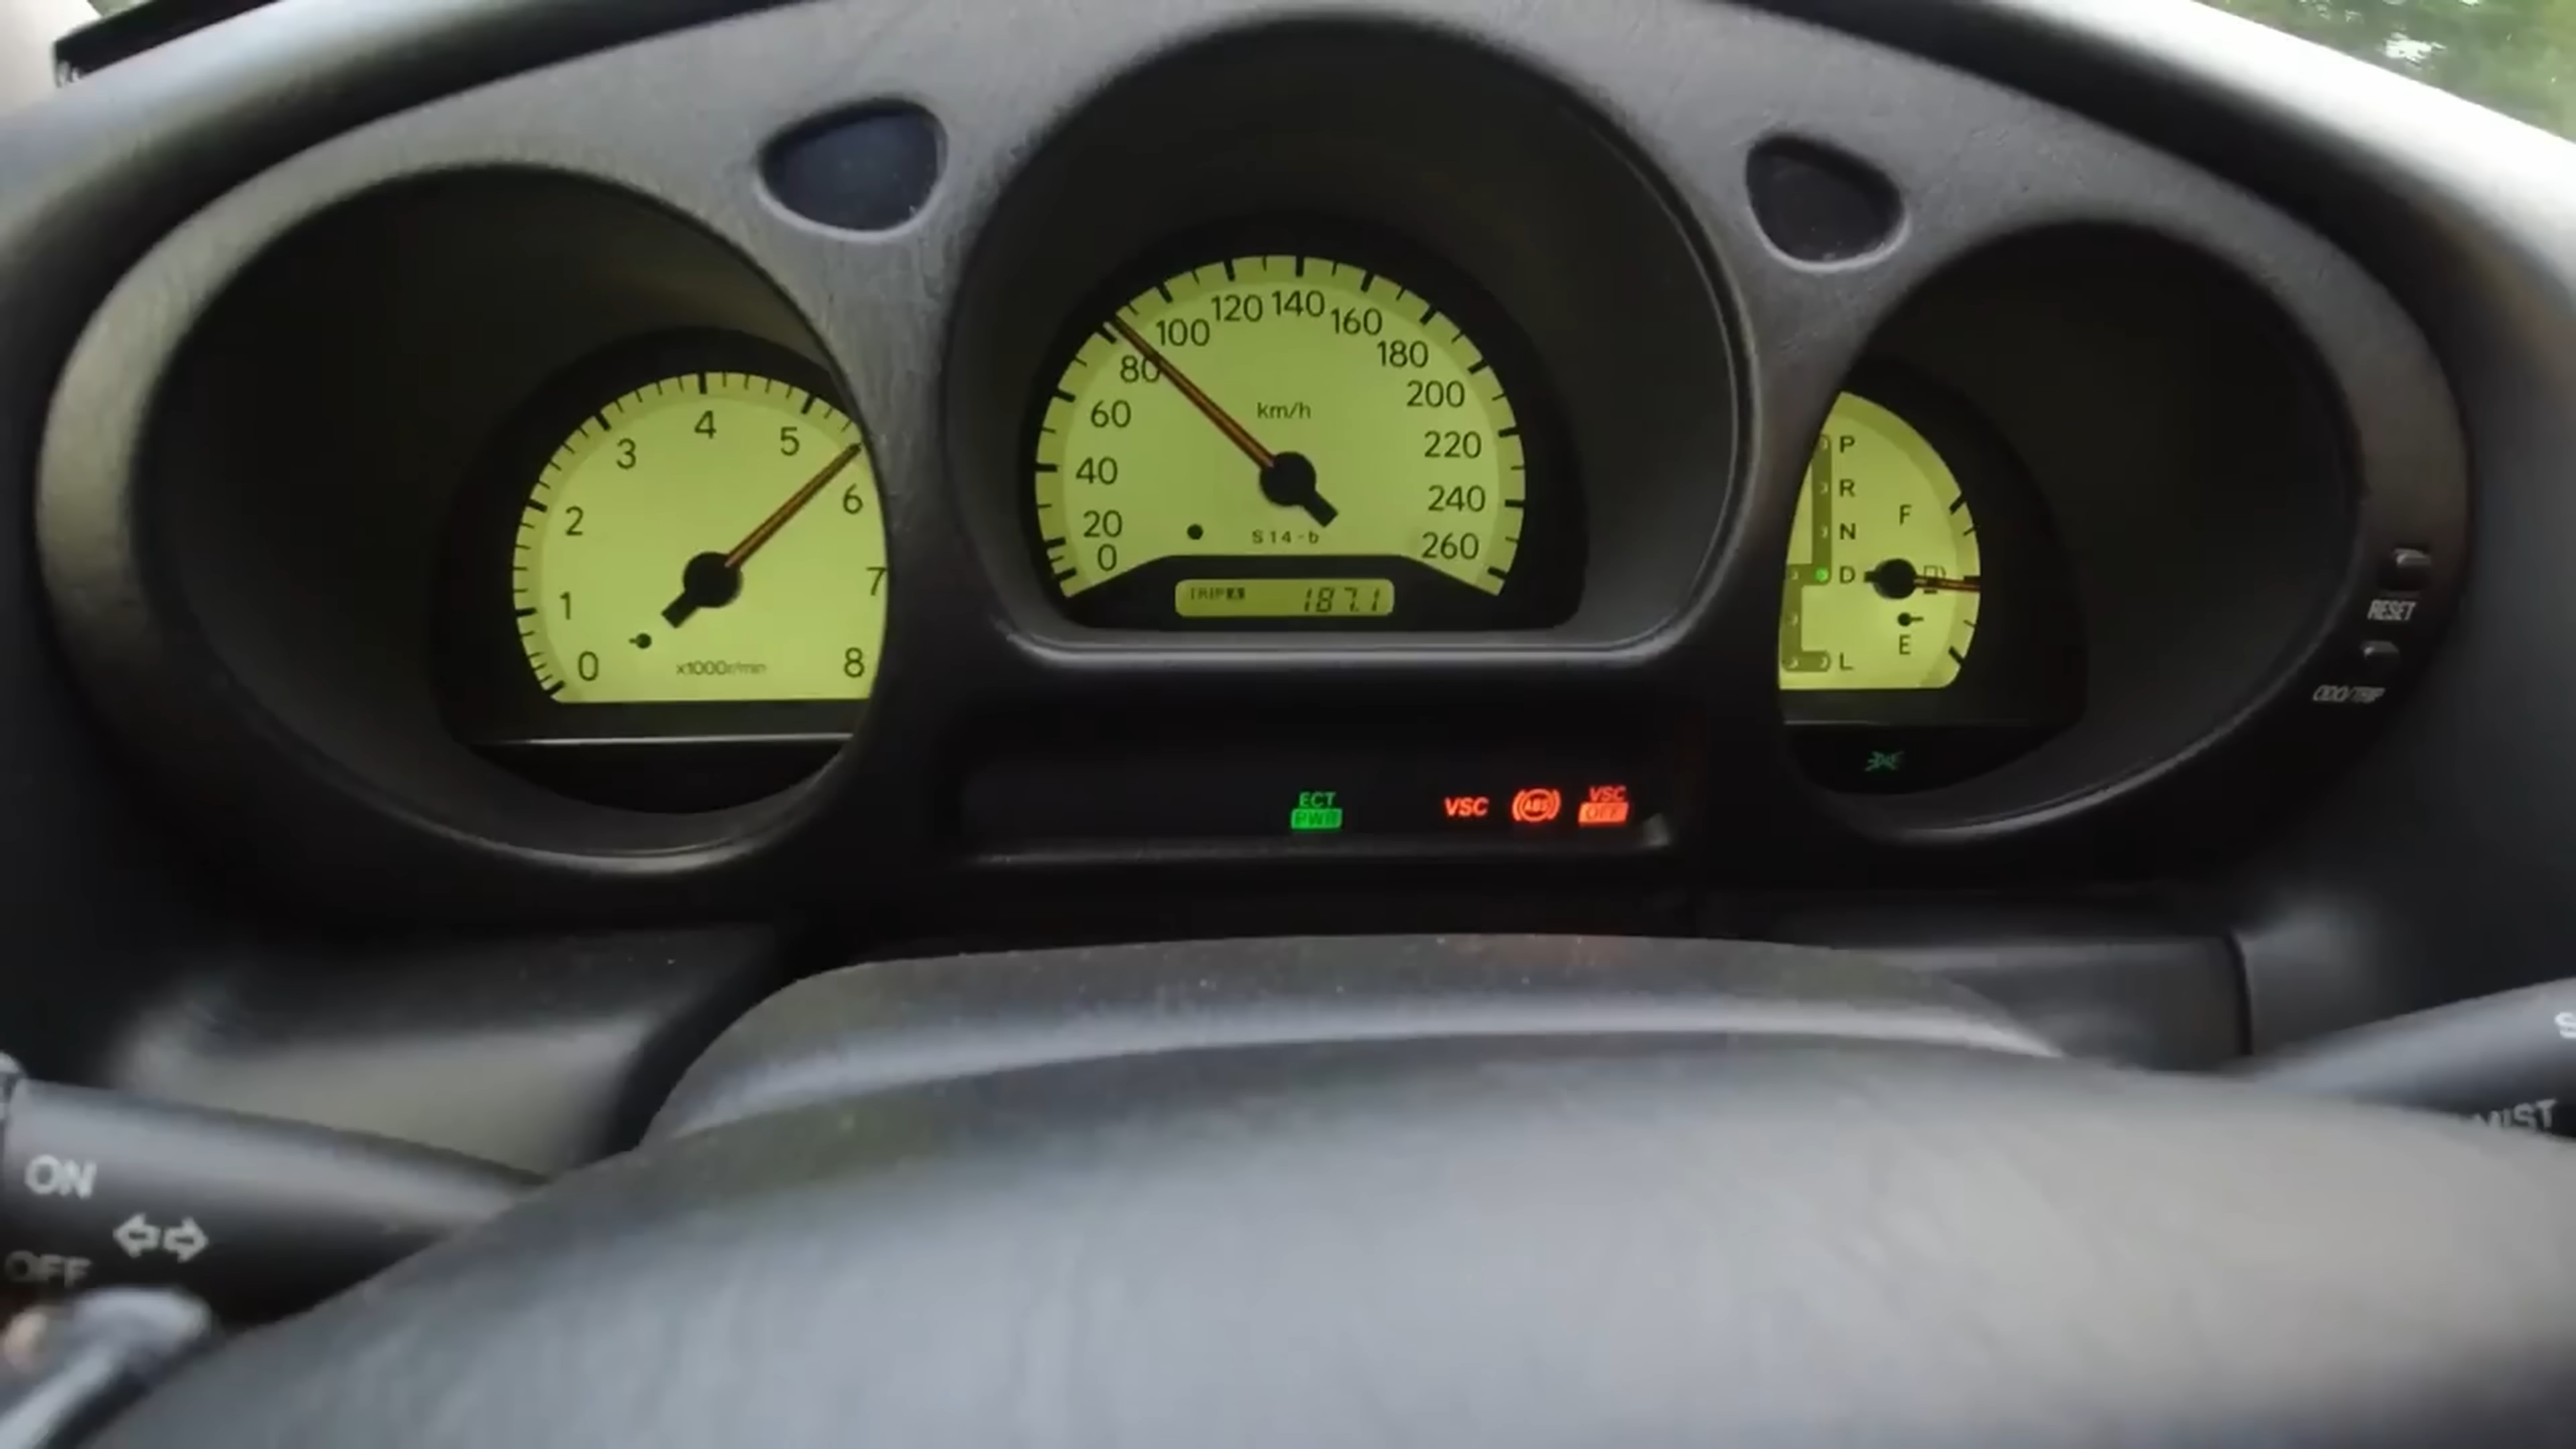 0
1
2
3
4
5
6
7
8
x1000r/min
0
20
40
60
80
100
120
140
160
180
200
220
240
260
km/h
S14-b
TRIP
187.1
P
R
N
D
L
F
E
RESET
ODO/TRIP
ECT
PWR
VSC
ABS
VSC
OFF
ON
OFF
MIST